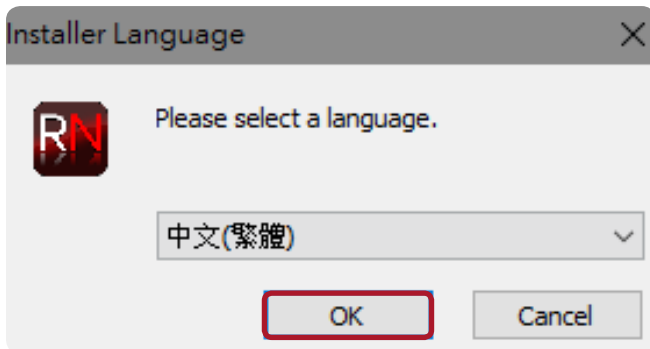 Installer Language
RN
Please select a language.
中文(繁體)
OK
Cancel